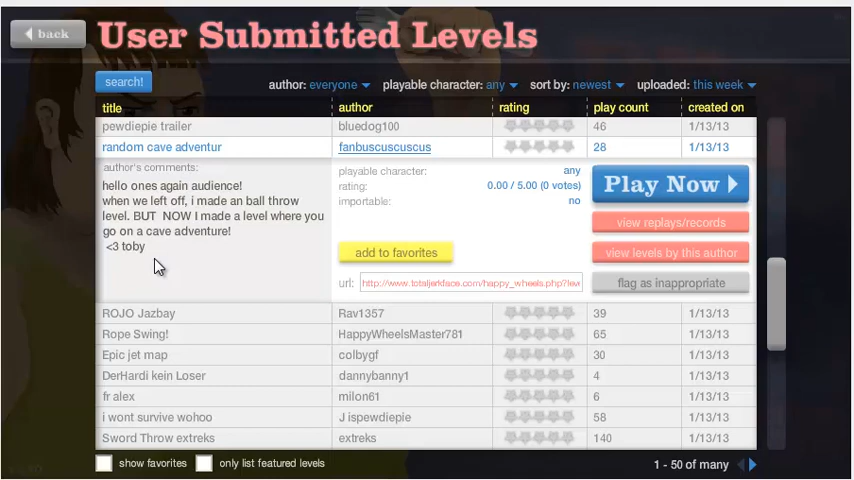 back
User Submitted Levels
search!
author: everyone playable character: any sort by: newest uploaded: this week
title author rating play count created on
pewdiepie trailer bluedog100 46 1/13/13
random cave adventur fanbuscuscuscus 28 1/13/13
author's comments:
hello ones again audience!
when we left off, i made an ball throw
level. BUT NOW I made a level where you
go on a cave adventure!
<3 toby
playable character: any
rating: 0.00 / 5.00 (0 votes)
importable: no
add to favorites
url: http://www.totaljerkface.com/happy_wheels.php?leve
Play Now
view replays/records
view levels by this author
flag as inappropriate
ROJO Jazbay Rav1357 39 1/13/13
Rope Swing! HappyWheelsMaster781 65 1/13/13
Epic jet map colbygf 30 1/13/13
DerHardi kein Loser dannybanny1 4 1/13/13
fr alex milon61 6 1/13/13
i wont survive wohoo J ispewdiepie 58 1/13/13
Sword Throw extreks extreks 140 1/13/13
show favorites only list featured levels 1 - 50 of many